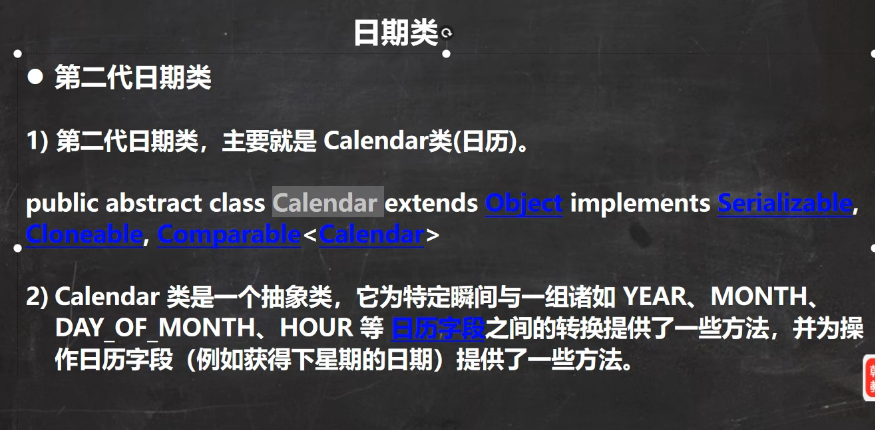 日期类
● 第二代日期类
1) 第二代日期类，主要就是 Calendar类(日历)。
public abstract class Calendar extends Object implements Serializable,
Cloneable, Comparable<Calendar>
2) Calendar 类是一个抽象类，它为特定瞬间与一组诸如 YEAR、MONTH、
DAY_OF_MONTH、HOUR 等 日历字段之间的转换提供了一些方法，并为操
作日历字段（例如获得下星期的日期）提供了一些方法。